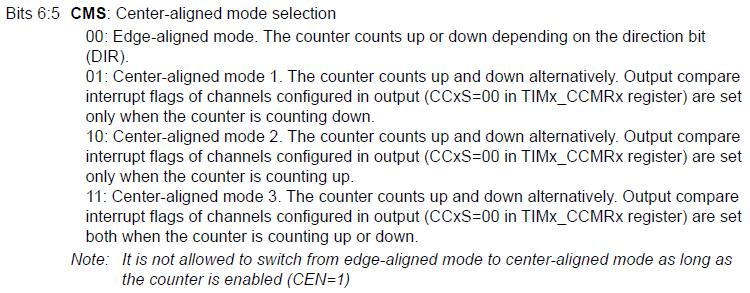 Bits 6:5 CMS: Center-aligned mode selection
00: Edge-aligned mode. The counter counts up or down depending on the direction bit
(DIR).
01: Center-aligned mode 1. The counter counts up and down alternatively. Output compare
interrupt flags of channels configured in output (CCxS=00 in TIMx_CCMRx register) are set
only when the counter is counting down.
10: Center-aligned mode 2. The counter counts up and down alternatively. Output compare
interrupt flags of channels configured in output (CCxS=00 in TIMx_CCMRx register) are set
only when the counter is counting up.
11: Center-aligned mode 3. The counter counts up and down alternatively. Output compare
interrupt flags of channels configured in output (CCxS=00 in TIMx_CCMRx register) are set
both when the counter is counting up or down.
Note: It is not allowed to switch from edge-aligned mode to center-aligned mode as long as
the counter is enabled (CEN=1)